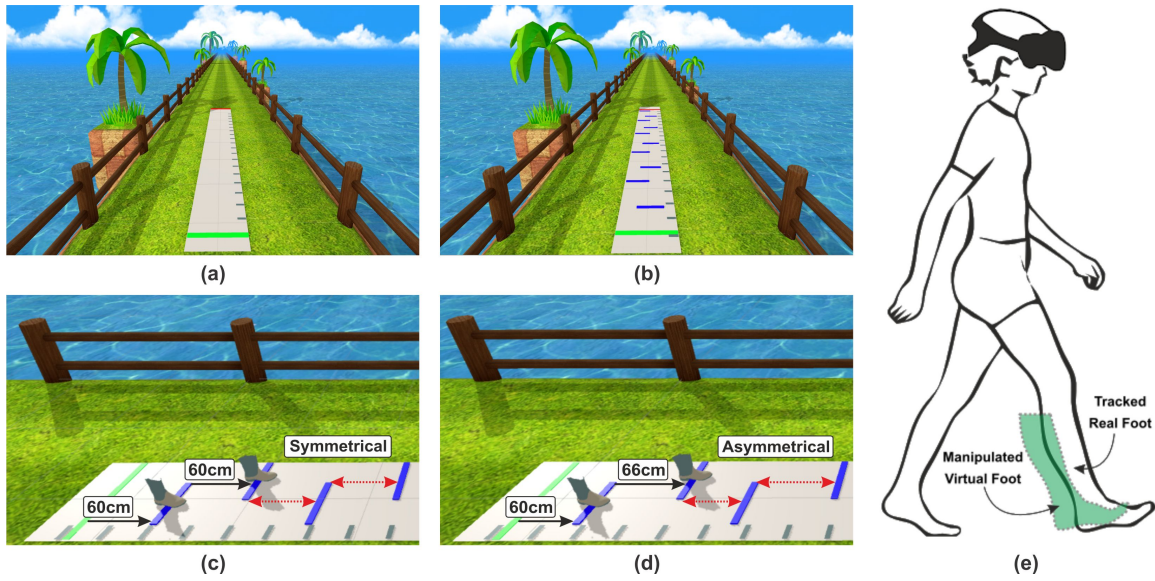 (a)
(b)
Symmetrical
60cm
60cm
(c)
Asymmetrical
66cm
60cm
(d)
Tracked
Real Foot
Manipulated
Virtual Foot
(e)